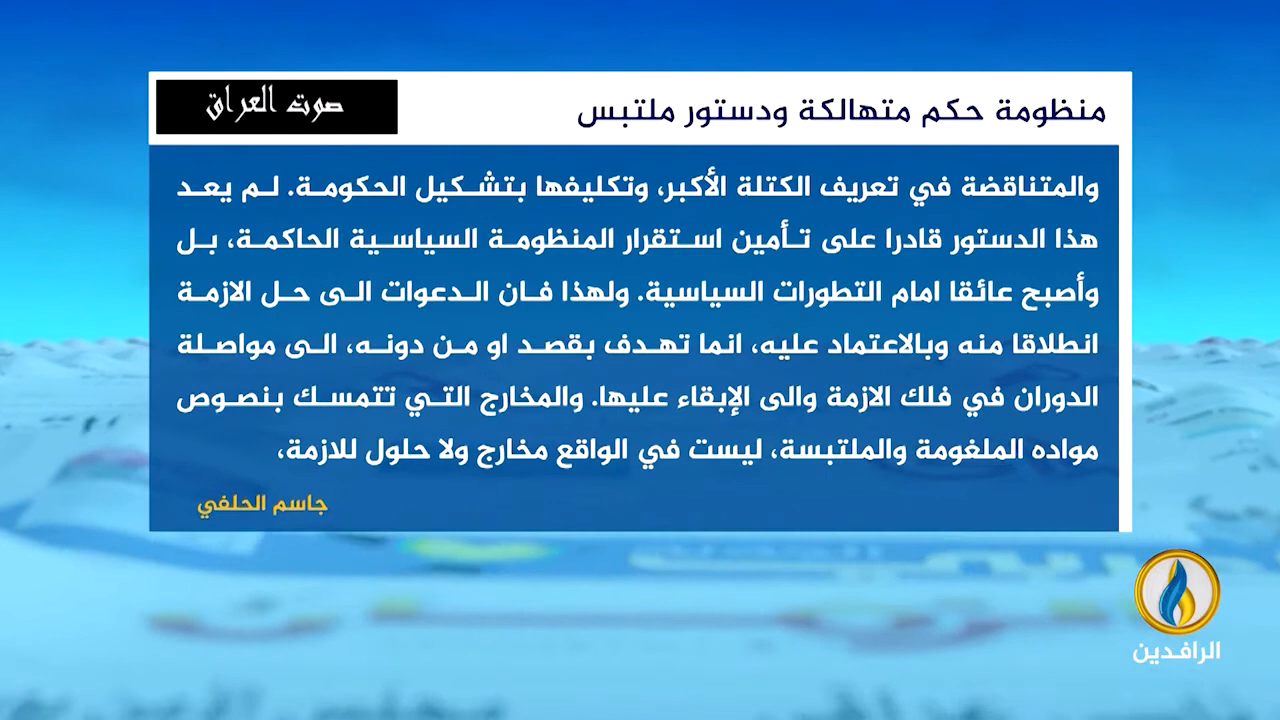 صوت العراق
منظومة حكم متهالكة ودستور ملتبس
والمتناقضة في تعريف الكتلة الأكبر، وتكليفها بتشكيل الحكومة. لم يعد
هذا الدستور قادرا على تأمين استقرار المنظومة السياسية الحاكمة، بل
وأصبح عائقا امام التطورات السياسية. ولهذا فان الدعوات الى حل الازمة
انطلاقا منه وبالاعتماد عليه، انما تهدف بقصد او من دونه، الى مواصلة
الدوران في فلك الازمة والى الإبقاء عليها. والمخارج التي تتمسك بنصوص
مواده الملغومة والملتبسة، ليست في الواقع مخارج ولا حلول للازمة،
جاسم الحلفي
الرافدين